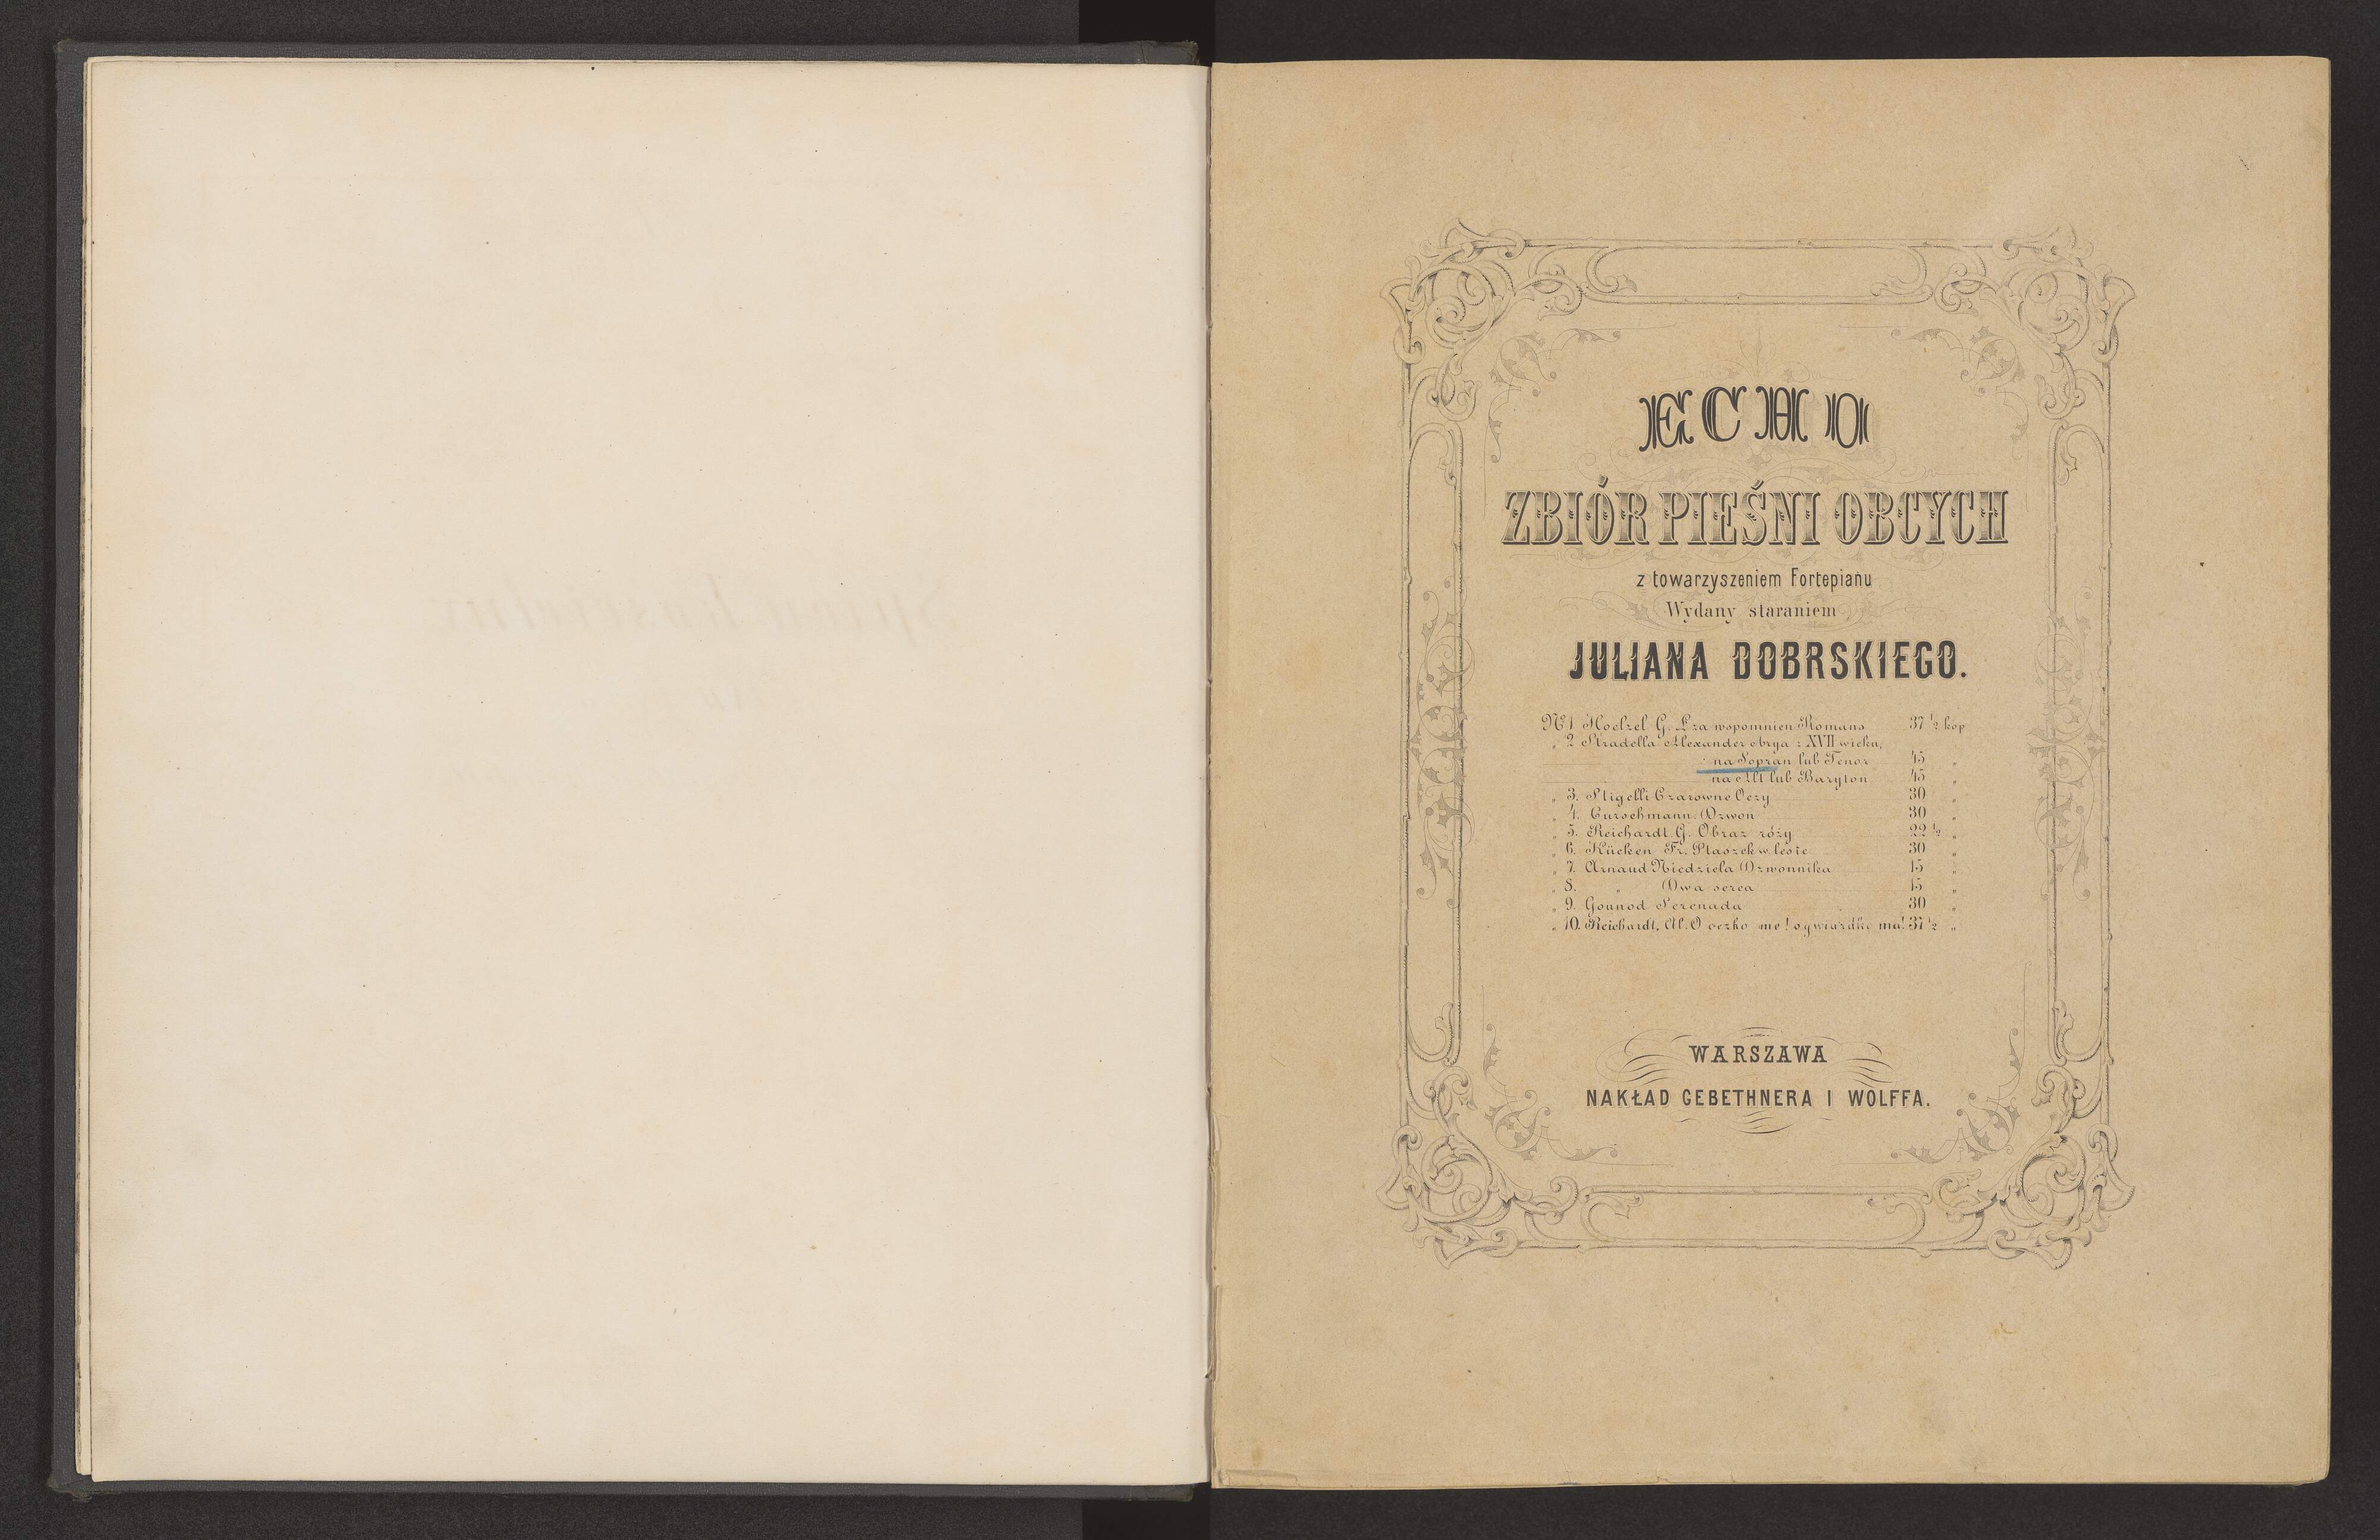 ECHO
ZBIÓR PIEŚNI OBCYCH
z towarzyszeniem Fortepianu
Wydany staraniem
JULIANA DOBRSKIEGO.
№ 1 Hoelzel G. Łza wspomnien Romans 37 ½ kop
„ 2 Stradella Alexander arya z XVII wieku,
na Sopran lub Tenor 45 „
na Alt lub Baryton 45 „
„ 3. Stigelli Czarowne Oczy 30 „
„ 4. Curschmann. Dzwon 30 „
„ 5. Reichardt. G. Obraz róży 22 ½ „
„ 6. Kücken Fr. Ptaszek w lesie 30 „
„ 7. Arnaud Niedziela Dzwonnika 15 „
„ 8. „ Dwa serca 15 „
„ 9. Gounod Serenada 30 „
„ 10. Reichardt, Al. O oczko me! o gwiazdko ma! 37 ½ „
WARSZAWA
NAKŁAD GEBETHNERA I WOLFFA.